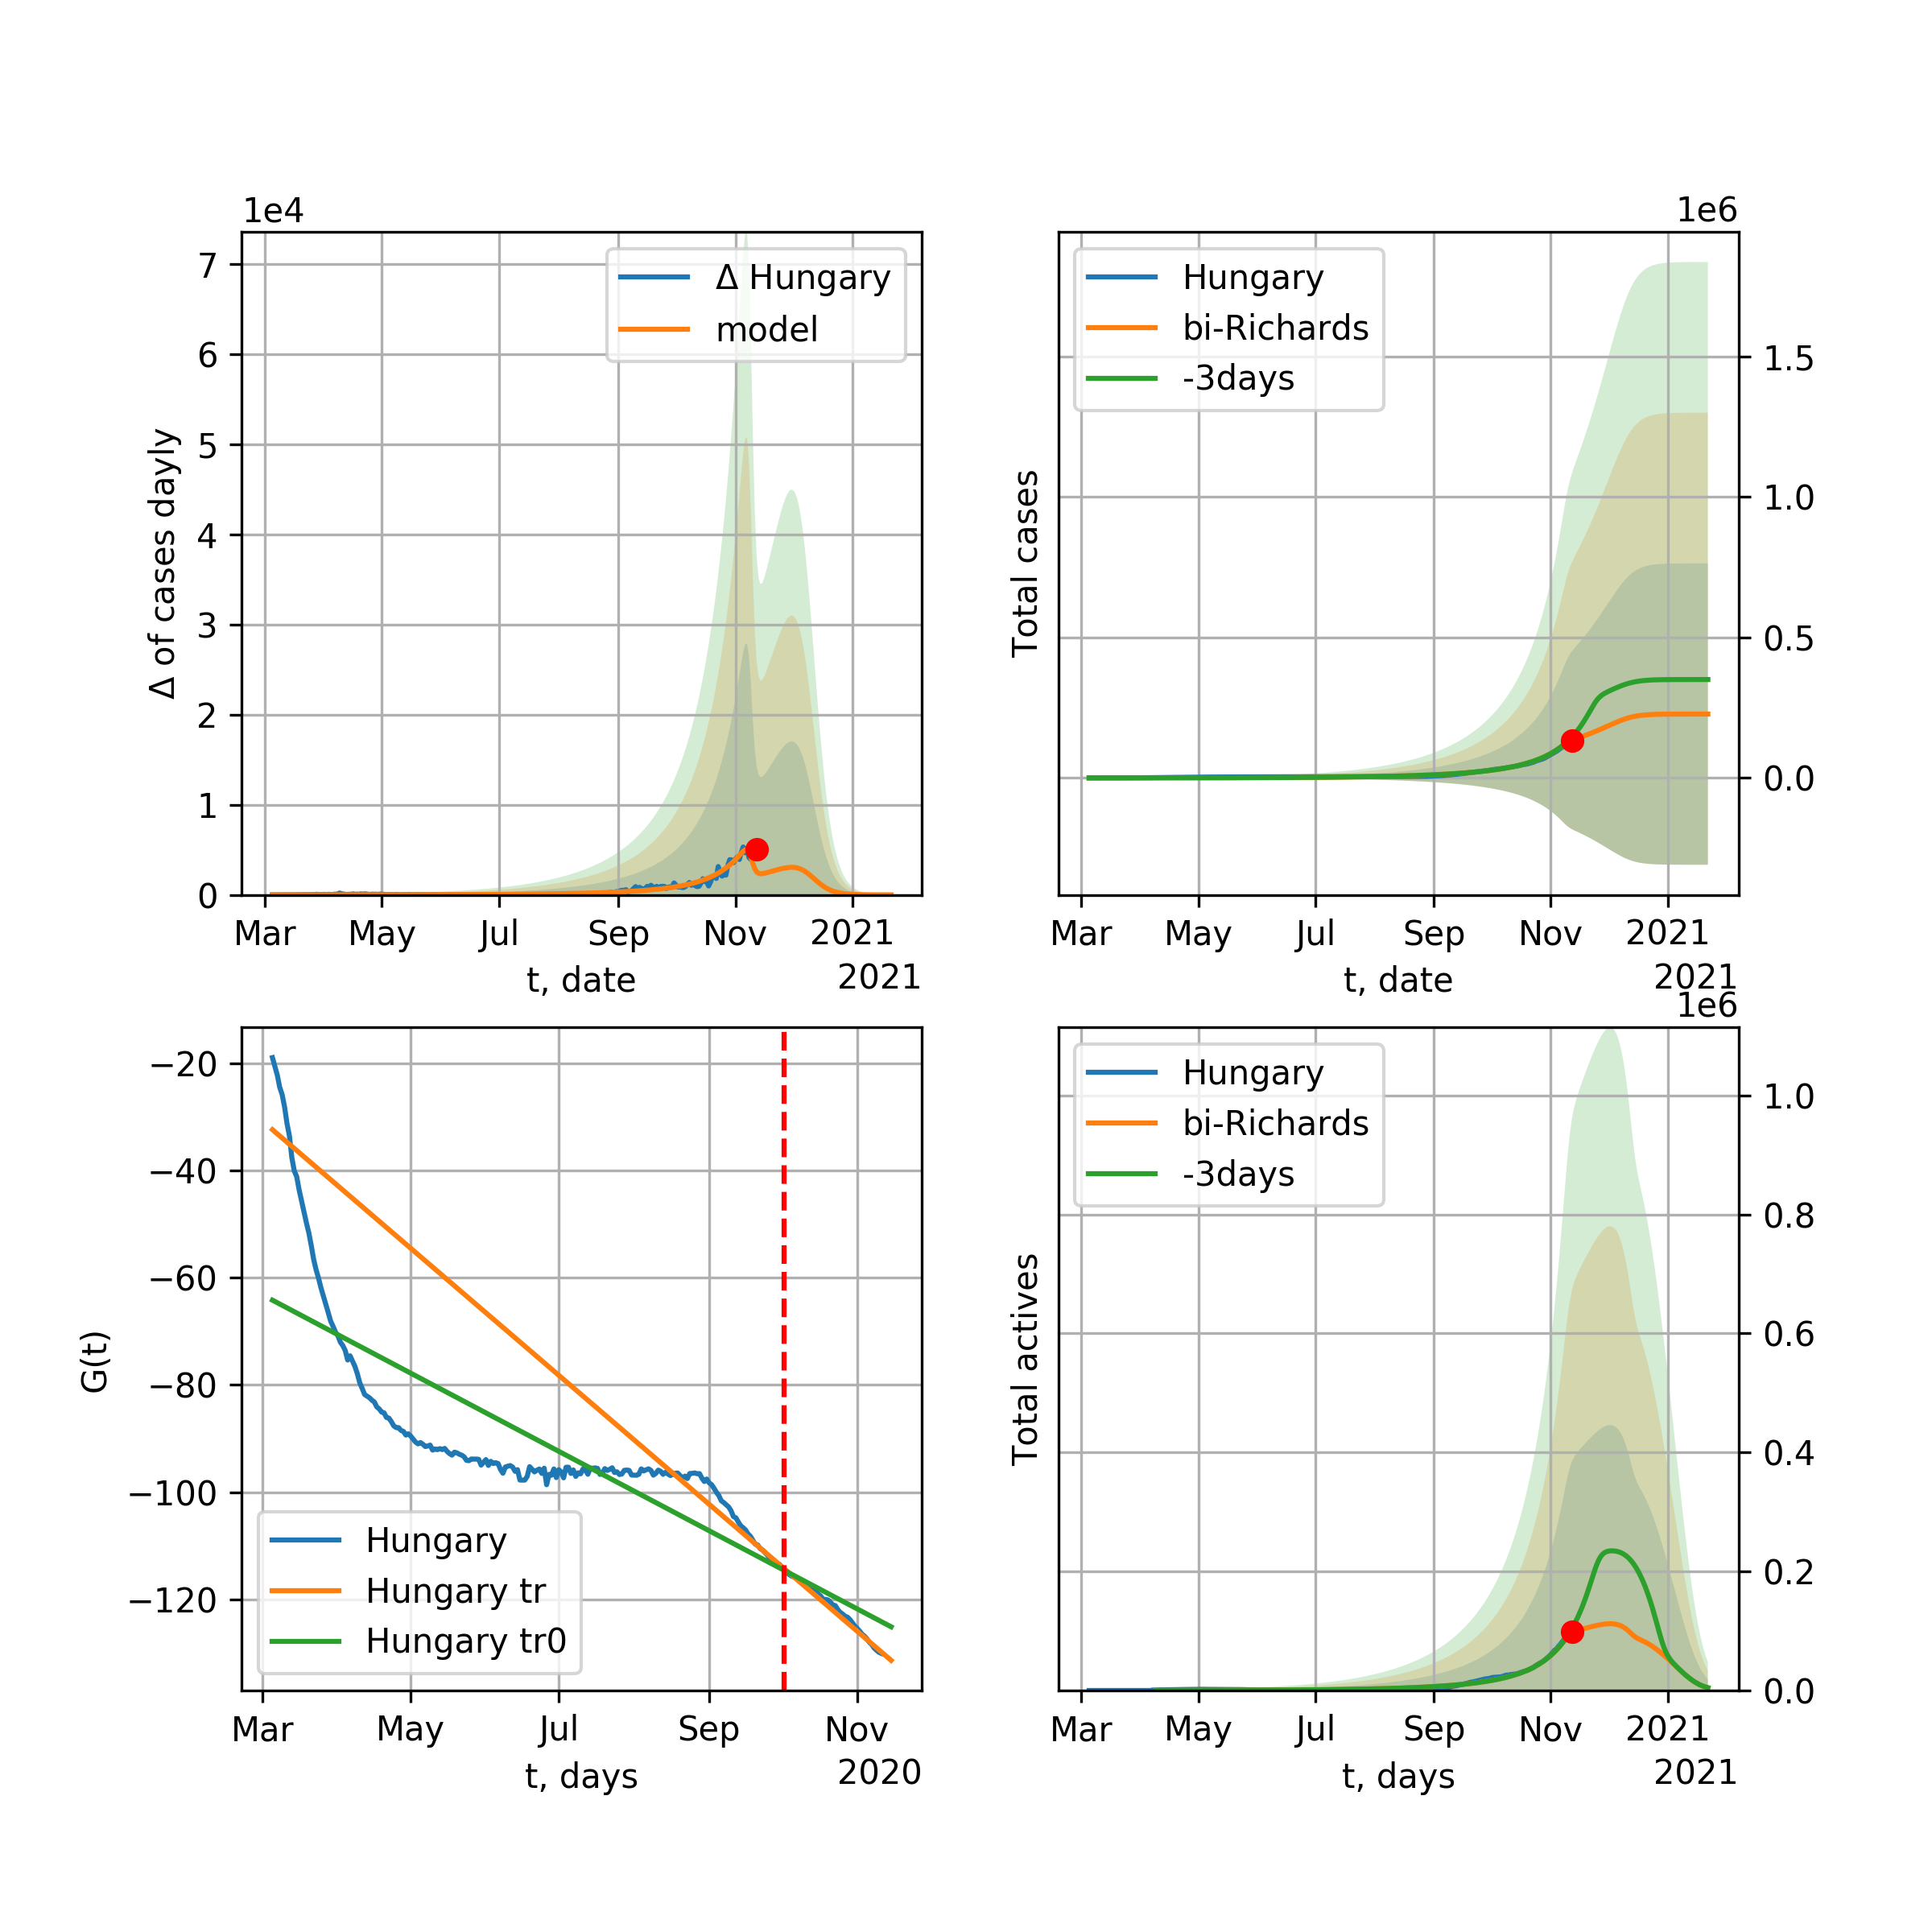 1e4
Δ of cases dayly
7
6
5
4
3
2
1
0
Δ Hungary
model
Mar May Jul Sep Nov 2021
t, date
2021
1e6
Total cases
Hungary
bi-Richards
-3days
1.5
1.0
0.5
0.0
Mar May Jul Sep Nov 2021
t, date
2021
G(t)
−20
−40
−60
−80
−100
−120
Hungary
Hungary tr
Hungary tr0
Mar May Jul Sep Nov
t, days
2020
1e6
Total actives
Hungary
bi-Richards
-3days
1.0
0.8
0.6
0.4
0.2
0.0
Mar May Jul Sep Nov 2021
t, days
2021